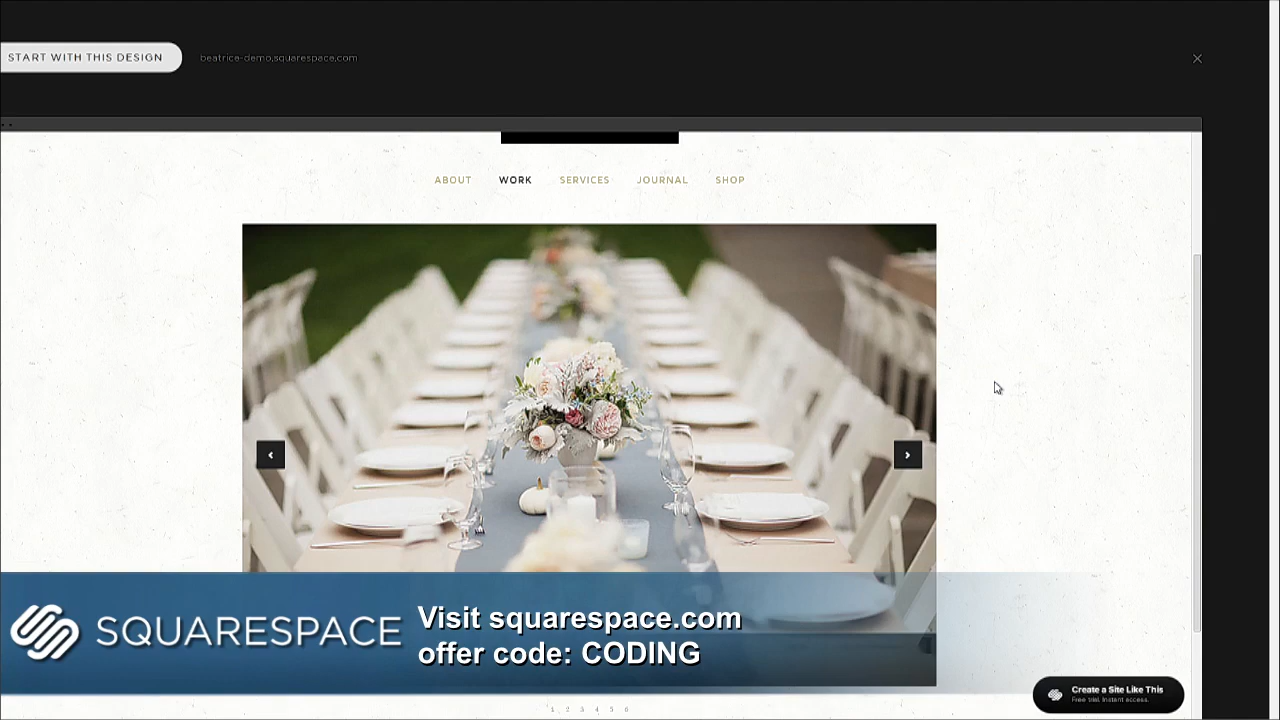 START WITH THIS DESIGN
beatrice-demo.squarespace.com
ABOUT WORK SERVICES JOURNAL SHOP
SQUARESPACE
Visit squarespace.com
offer code: CODING
Create a Site Like This
Free trial. Instant access.
1 2 3 4 5 6